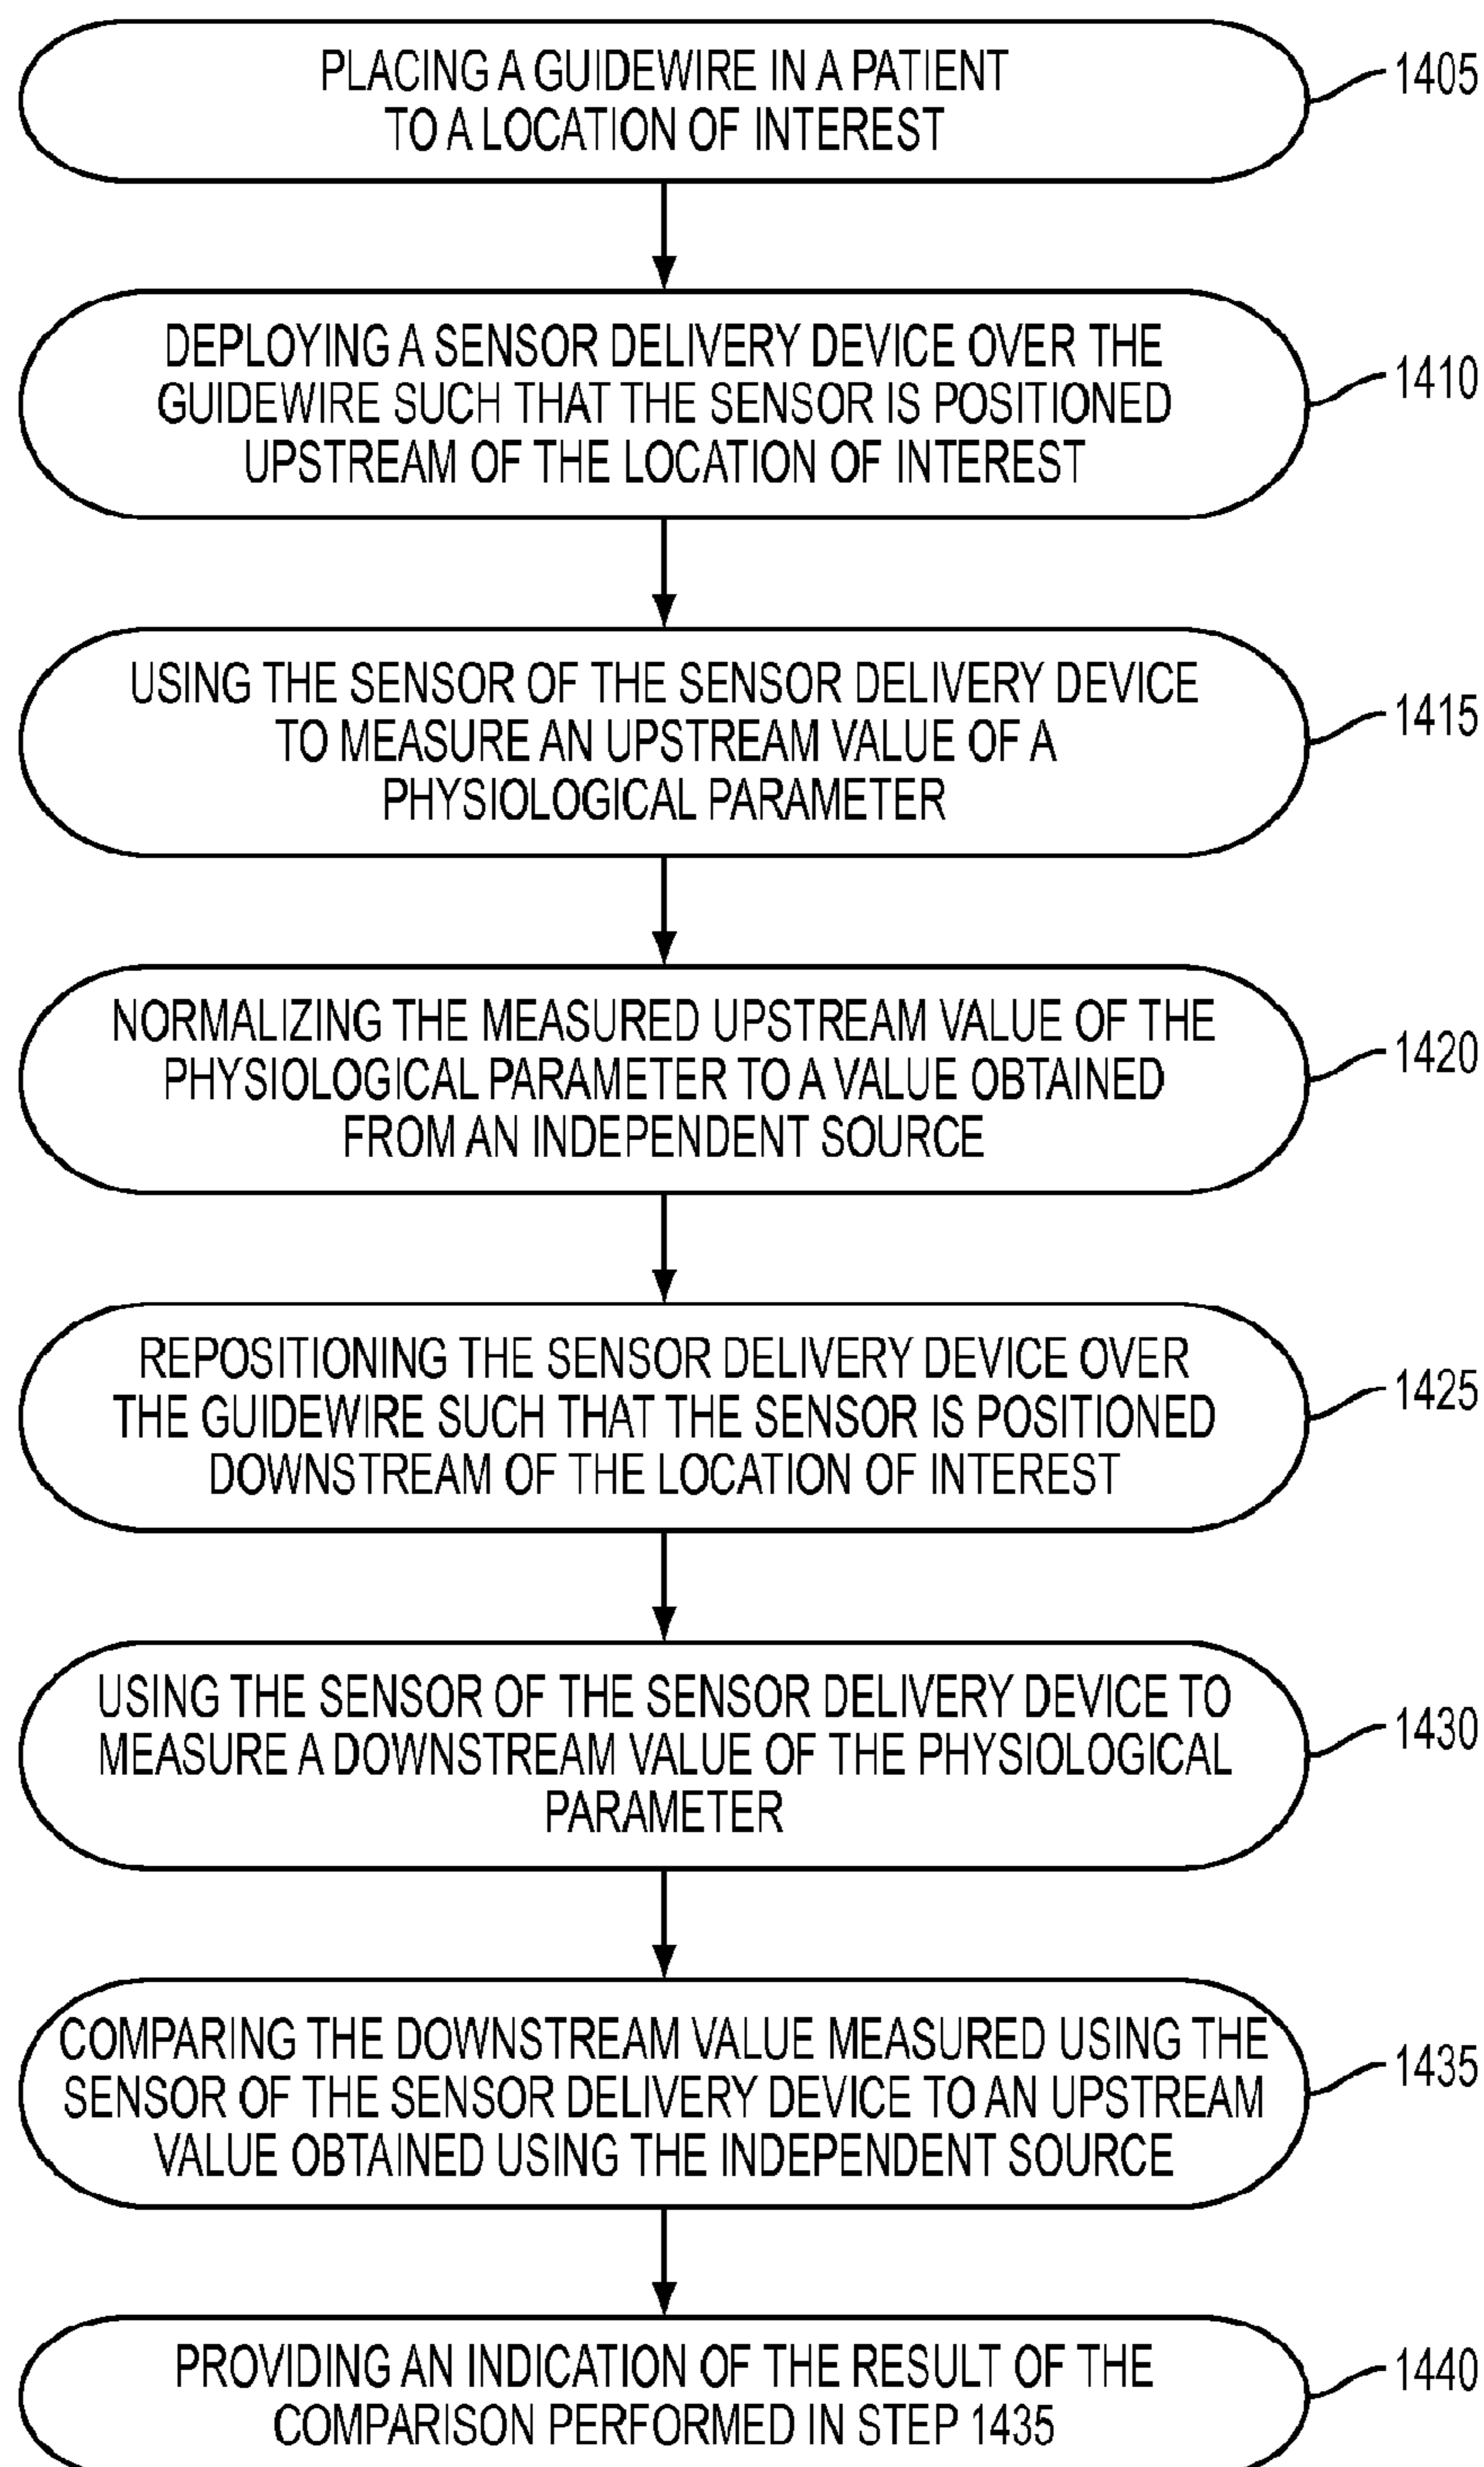 PLACING A GUIDEWIRE IN A PATIENT
TO A LOCATION OF INTEREST
1405
DEPLOYING A SENSOR DELIVERY DEVICE OVER THE
GUIDEWIRE SUCH THAT THE SENSOR IS POSITIONED
UPSTREAM OF THE LOCATION OF INTEREST
1410
USING THE SENSOR OF THE SENSOR DELIVERY DEVICE
TO MEASURE AN UPSTREAM VALUE OF A
PHYSIOLOGICAL PARAMETER
1415
NORMALIZING THE MEASURED UPSTREAM VALUE OF THE
PHYSIOLOGICAL PARAMETER TO A VALUE OBTAINED
FROM AN INDEPENDENT SOURCE
1420
REPOSITIONING THE SENSOR DELIVERY DEVICE OVER
THE GUIDEWIRE SUCH THAT THE SENSOR IS POSITIONED
DOWNSTREAM OF THE LOCATION OF INTEREST
1425
USING THE SENSOR OF THE SENSOR DELIVERY DEVICE TO
MEASURE A DOWNSTREAM VALUE OF THE PHYSIOLOGICAL
PARAMETER
1430
COMPARING THE DOWNSTREAM VALUE MEASURED USING THE
SENSOR OF THE SENSOR DELIVERY DEVICE TO AN UPSTREAM
VALUE OBTAINED USING THE INDEPENDENT SOURCE
1435
PROVIDING AN INDICATION OF THE RESULT OF THE
COMPARISON PERFORMED IN STEP 1435
1440